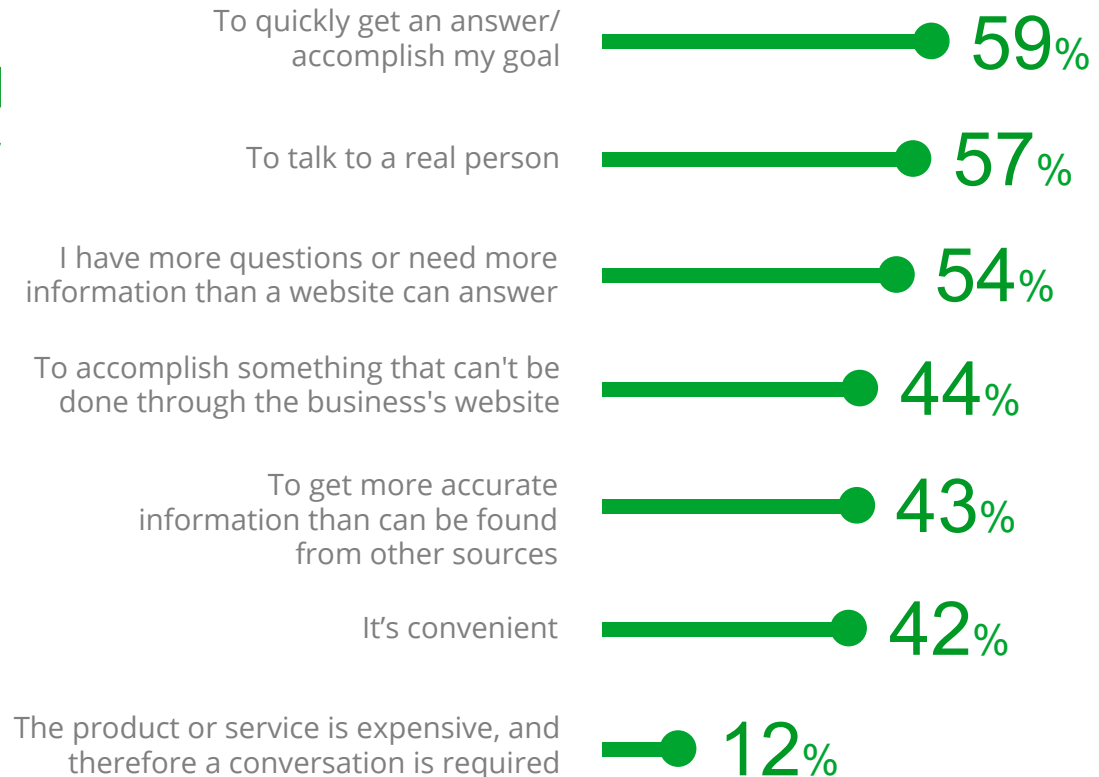 To quickly get an answer/
accomplish my goal
59%
To talk to a real person
57%
I have more questions or need more
information than a website can answer
54%
To accomplish something that can't be
done through the business's website
44%
To get more accurate
information than can be found
from other sources
43%
It’s convenient
42%
The product or service is expensive, and
therefore a conversation is required
12%